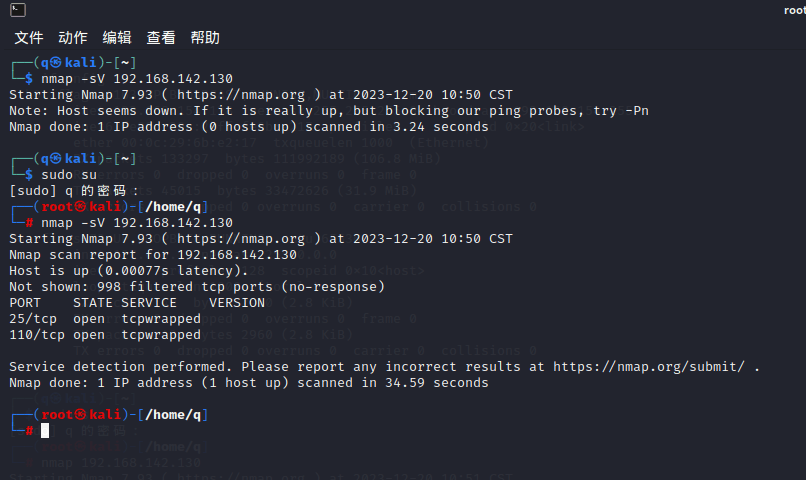 root
文件 动作 编辑 查看 帮助
┌──(q㉿kali)-[~]
└─$ nmap -sV 192.168.142.130
Starting Nmap 7.93 ( https://nmap.org ) at 2023-12-20 10:50 CST
Note: Host seems down. If it is really up, but blocking our ping probes, try -Pn
Nmap done: 1 IP address (0 hosts up) scanned in 3.24 seconds
┌──(q㉿kali)-[~]
└─$ sudo su
[sudo] q 的密码：
┌──(root㉿kali)-[/home/q]
└─# nmap -sV 192.168.142.130
Starting Nmap 7.93 ( https://nmap.org ) at 2023-12-20 10:50 CST
Nmap scan report for 192.168.142.130
Host is up (0.00077s latency).
Not shown: 998 filtered tcp ports (no-response)
PORT    STATE SERVICE    VERSION
25/tcp  open  tcpwrapped
110/tcp open  tcpwrapped
Service detection performed. Please report any incorrect results at https://nmap.org/submit/ .
Nmap done: 1 IP address (1 host up) scanned in 34.59 seconds
┌──(root㉿kali)-[/home/q]
└─#